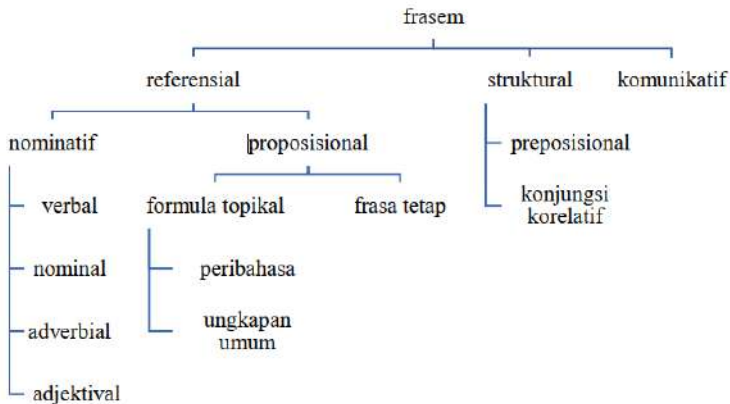 frasem
referensial
struktural
komunikatif
nominatif
proposisional
preposisional
verbal
formula topikal
frasa tetap
konjungsi
korelatif
nominal
peribahasa
adverbial
ungkapan
umum
adjektival